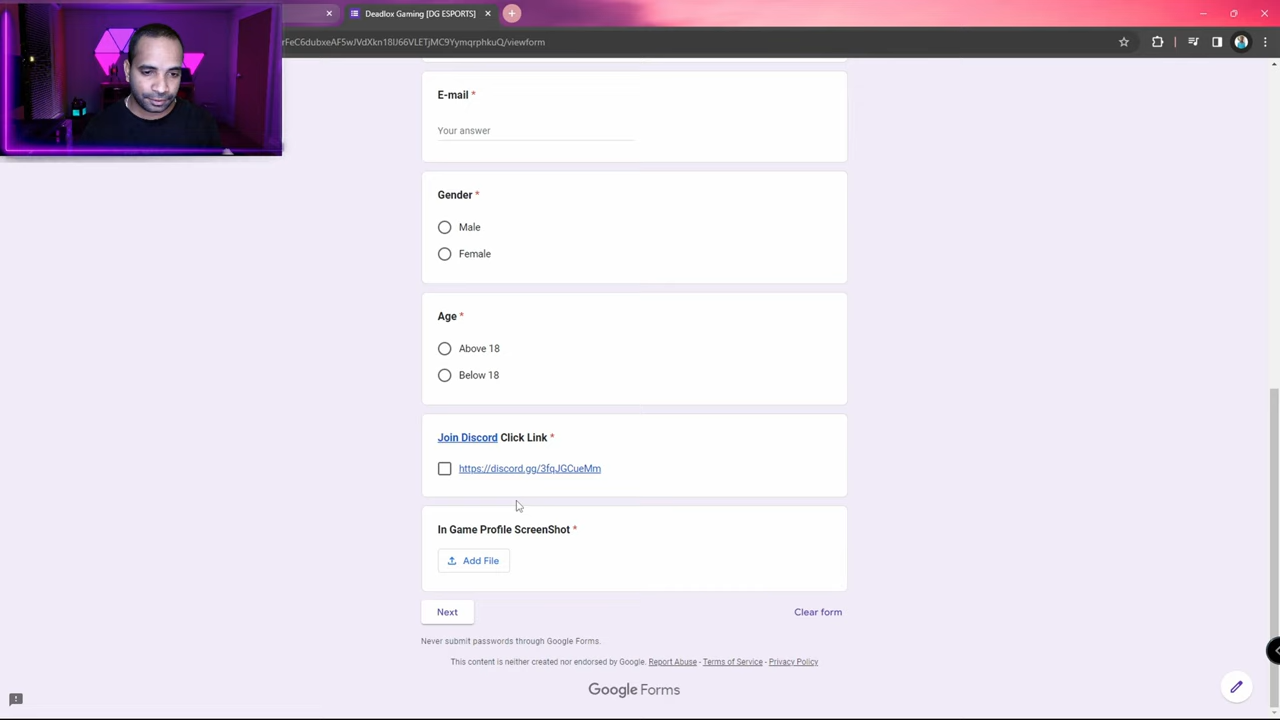 Deadlox Gaming [DG ESPORTS]
rFeC6dubxeAF5wJVdXkn18lJ66VLETjMC9YymqrphkuQ/viewform
E-mail *
Your answer
Gender *
Male
Female
Age *
Above 18
Below 18
Join Discord Click Link *
https://discord.gg/3fqJGCueMm
In Game Profile ScreenShot *
Add File
Next
Clear form
Never submit passwords through Google Forms.
This content is neither created nor endorsed by Google. Report Abuse - Terms of Service - Privacy Policy
Google Forms